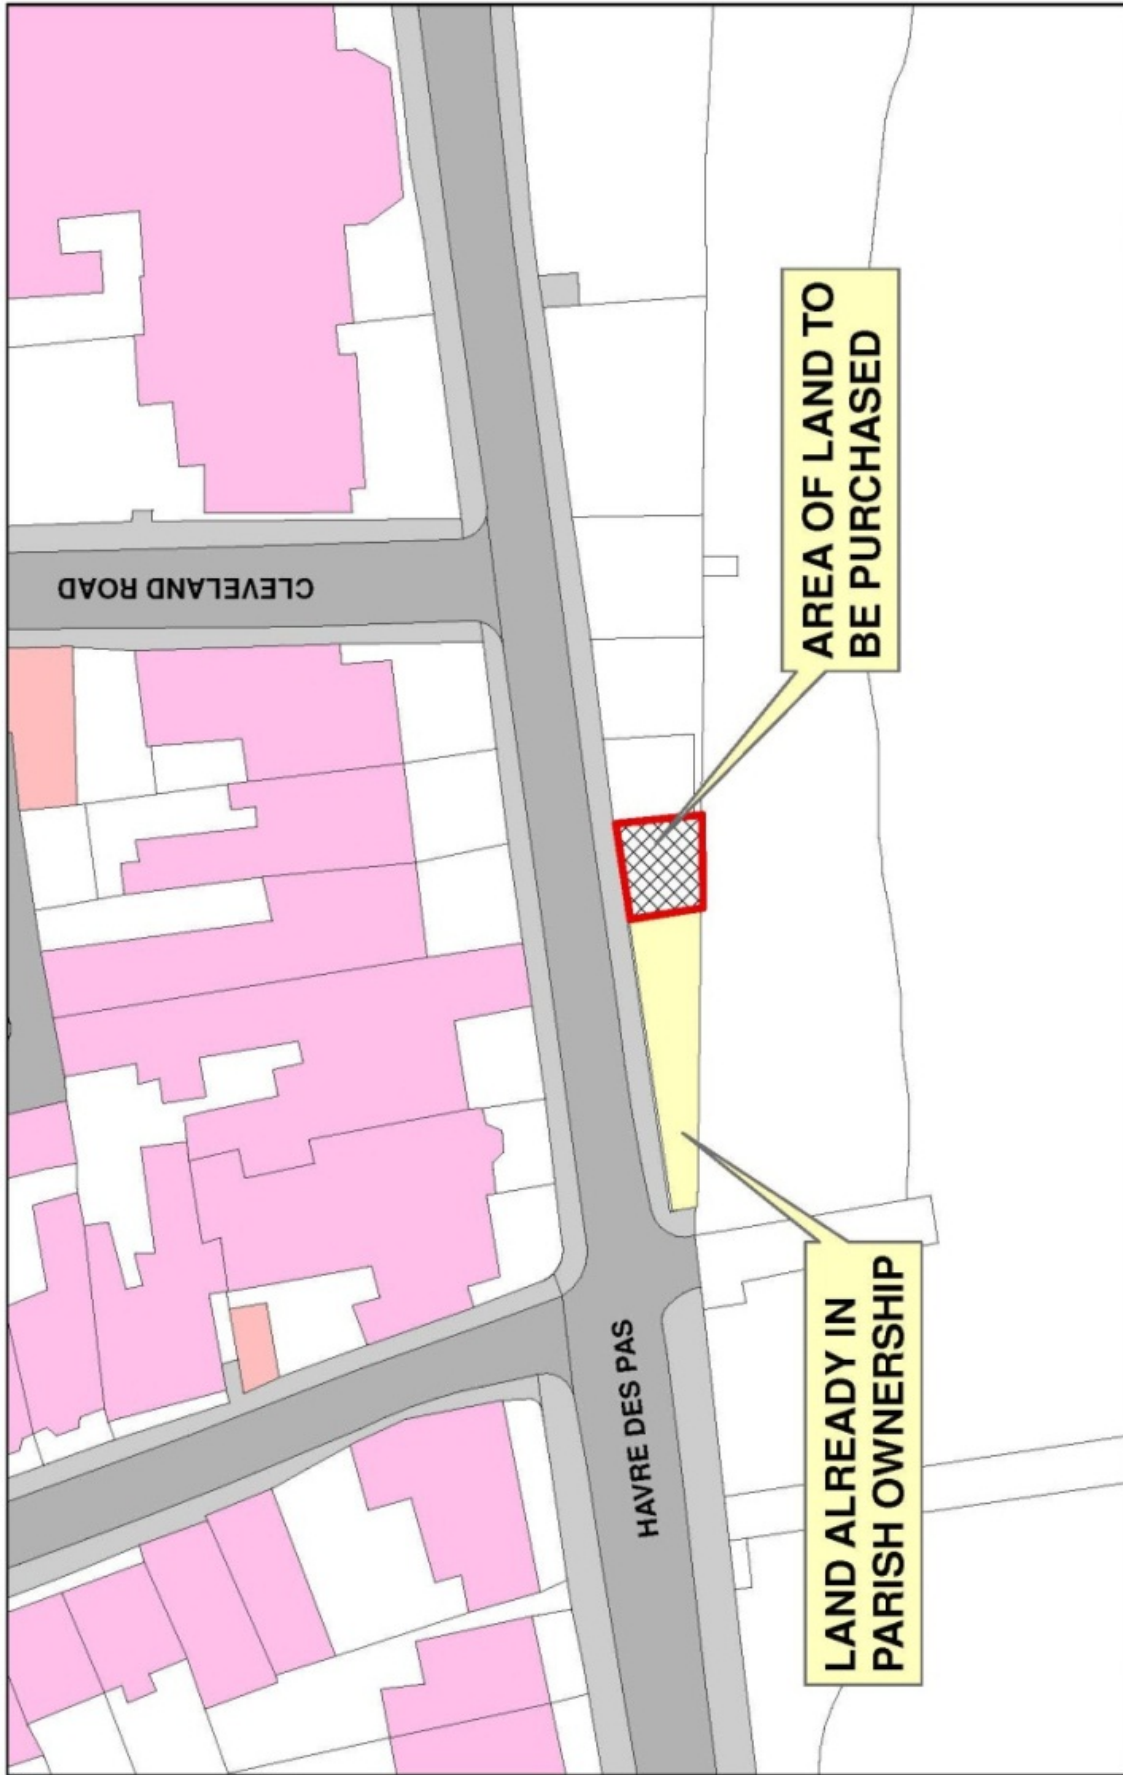 CLEVELAND ROAD
AREA OF LAND TO
BE PURCHASED
HAVRE DES PAS
LAND ALREADY IN
PARISH OWNERSHIP